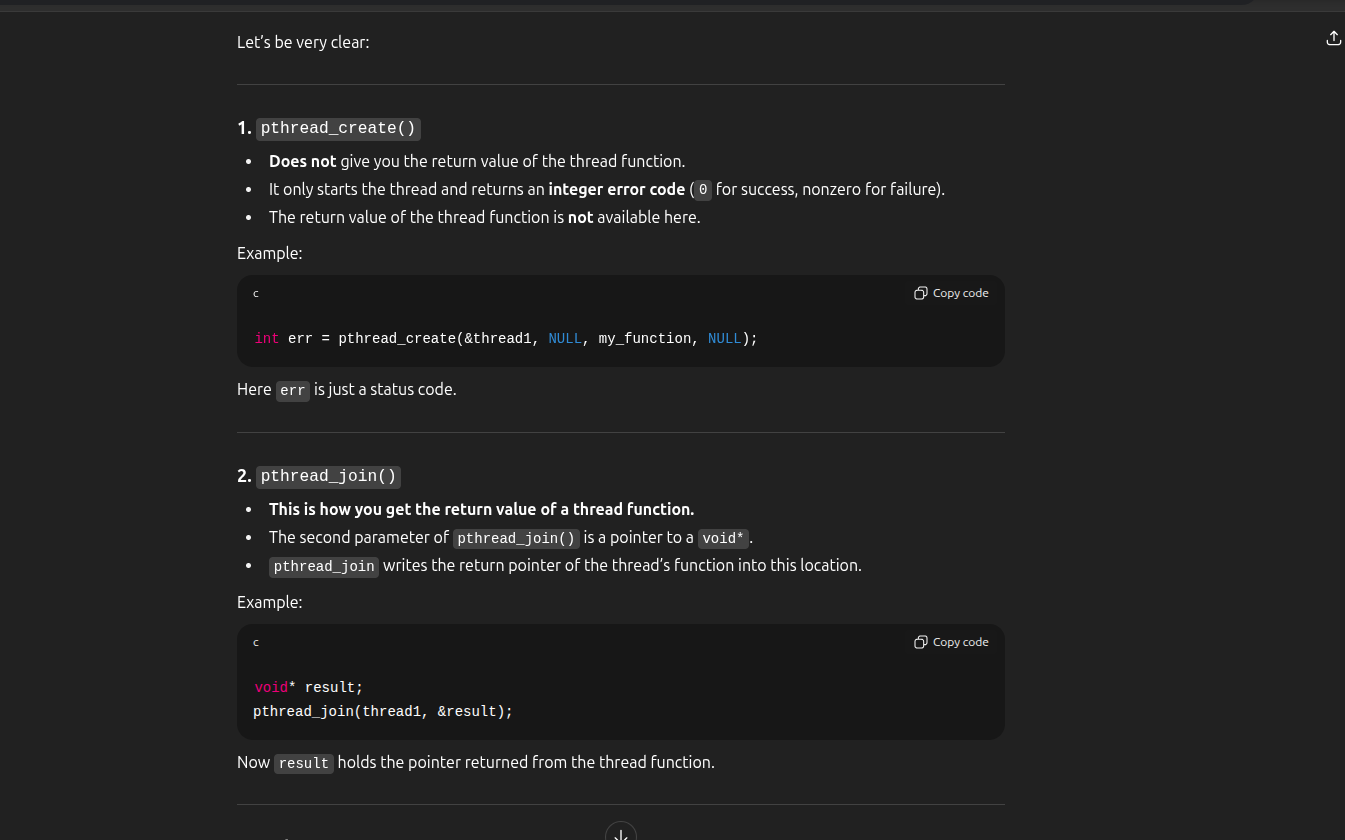 Let's be very clear:
1. pthread_create()
• Does not give you the return value of the thread function.
• It only starts the thread and returns an integer error code (0 for success, nonzero for failure).
• The return value of the thread function is not available here.
Example:
c Copy code
int err = pthread_create(&thread1, NULL, my_function, NULL);
Here err is just a status code.
2. pthread_join()
• This is how you get the return value of a thread function.
• The second parameter of pthread_join() is a pointer to a void*.
• pthread_join writes the return pointer of the thread's function into this location.
Example:
c Copy code
void* result;
pthread_join(thread1, &result);
Now result holds the pointer returned from the thread function.